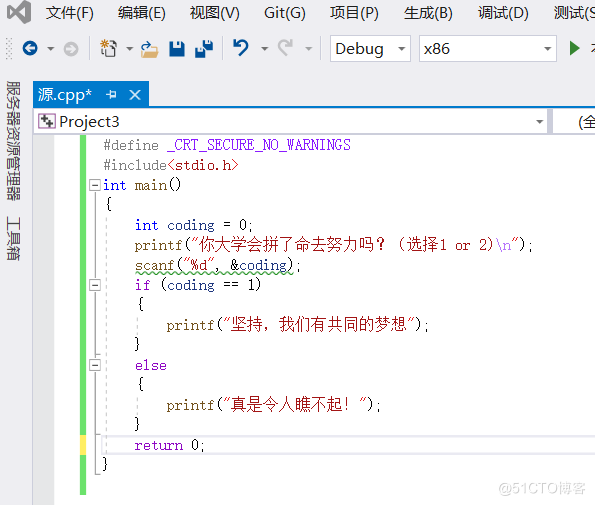 文件(F) 编辑(E) 视图(V) Git(G) 项目(P) 生成(B) 调试(D) 测试(S
Debug x86
源.cpp*
Project3 (全
服务器资源管理器
工具箱
#define _CRT_SECURE_NO_WARNINGS
#include<stdio.h>
int main()
{
int coding = 0;
printf("你大学会拼了命去努力吗？（选择1 or 2)\n");
scanf("%d", &coding);
if (coding == 1)
{
printf("坚持，我们有共同的梦想");
}
else
{
printf("真是令人瞧不起！");
}
return 0;
}
@51CTO博客